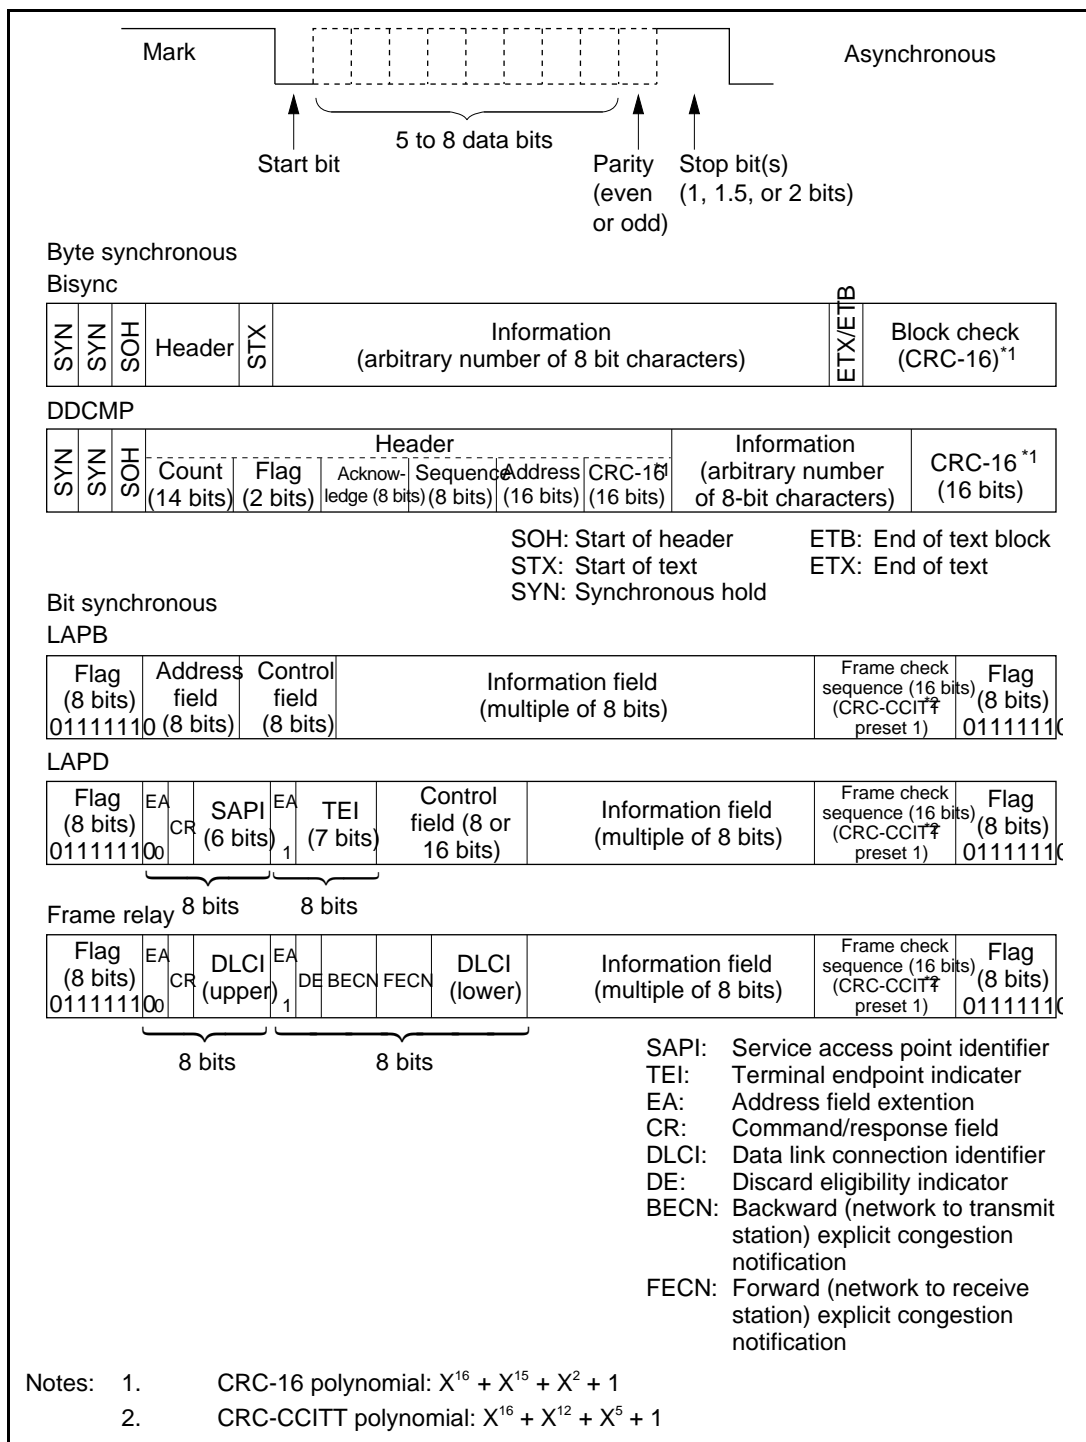 Mark
Asynchronous
5 to 8 data bits
Start bit
Parity
(even
or odd)
Stop bit(s)
(1, 1.5, or 2 bits)
Byte synchronous
Bisync
SYN
SYN
SOH
Header
STX
Information
(arbitrary number of 8 bit characters)
ETX/ETB
Block check
(CRC-16)*1
DDCMP
SYN
SYN
SOH
Header
Count
(14 bits)
Flag
(2 bits)
Acknow-
ledge (8 bits)
Sequence
(8 bits)
Address
(16 bits)
CRC-16*1
(16 bits)
Information
(arbitrary number
of 8-bit characters)
CRC-16*1
(16 bits)
SOH: Start of header
STX: Start of text
SYN: Synchronous hold
ETB: End of text block
ETX: End of text
Bit synchronous
LAPB
Flag
(8 bits)
01111110
Address
field
(8 bits)
Control
field
(8 bits)
Information field
(multiple of 8 bits)
Frame check
sequence (16 bits)
(CRC-CCITT*2
preset 1)
Flag
(8 bits)
01111110
LAPD
Flag
(8 bits)
01111110
EA
0
CR
SAPI
(6 bits)
EA
1
TEI
(7 bits)
Control
field (8 or
16 bits)
Information field
(multiple of 8 bits)
Frame check
sequence (16 bits)
(CRC-CCITT*2
preset 1)
Flag
(8 bits)
01111110
8 bits
8 bits
Frame relay
Flag
(8 bits)
01111110
EA
0
CR
DLCI
(upper)
EA
1
DE
BECN
FECN
DLCI
(lower)
Information field
(multiple of 8 bits)
Frame check
sequence (16 bits)
(CRC-CCITT*2
preset 1)
Flag
(8 bits)
01111110
8 bits
8 bits
SAPI: Service access point identifier
TEI: Terminal endpoint indicater
EA: Address field extention
CR: Command/response field
DLCI: Data link connection identifier
DE: Discard eligibility indicator
BECN: Backward (network to transmit
station) explicit congestion
notification
FECN: Forward (network to receive
station) explicit congestion
notification
Notes: 1. CRC-16 polynomial: X^16 + X^15 + X^2 + 1
2. CRC-CCITT polynomial: X^16 + X^12 + X^5 + 1